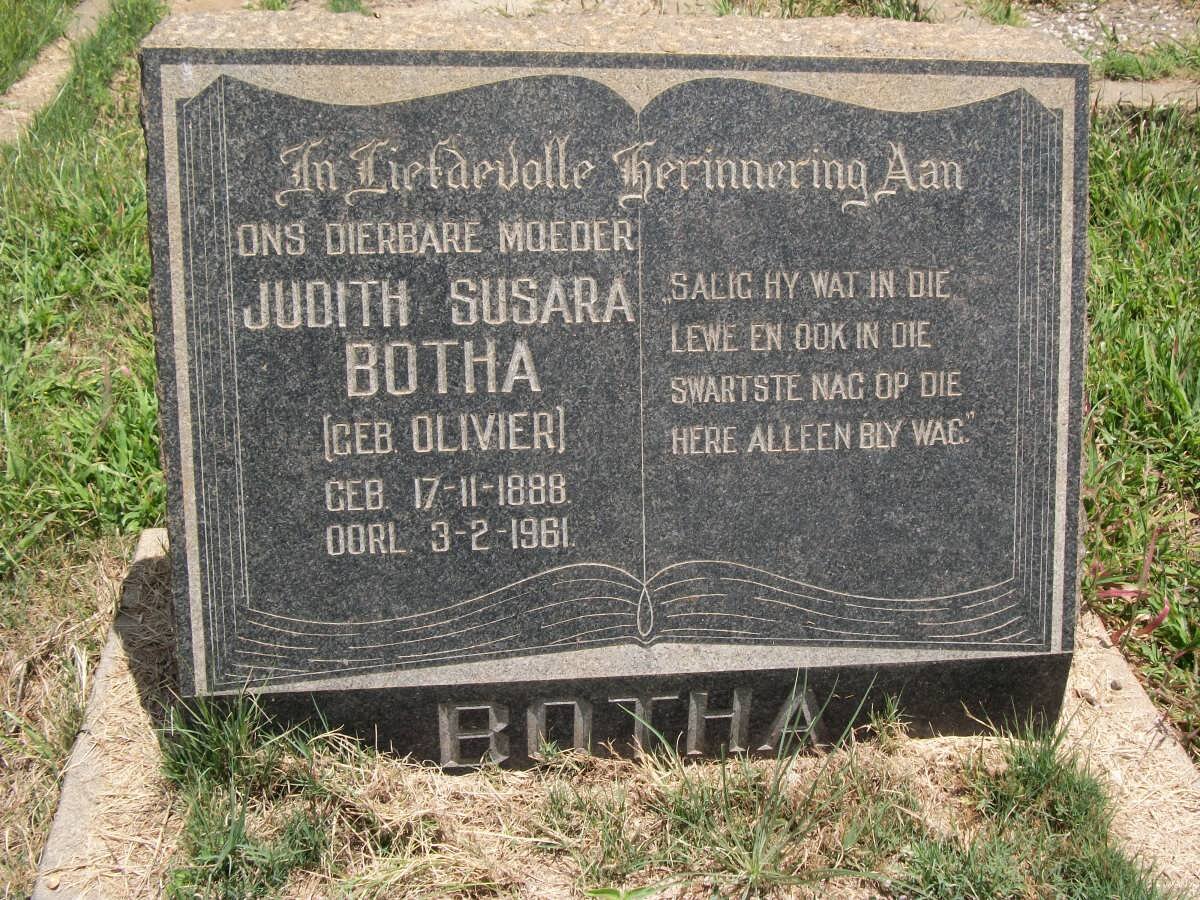 In Liefdevolle Herinnering Aan
ONS DIERBARE MOEDER
JUDITH SUSARA
BOTHA
(GEB. OLIVIER)
GEB. 17-11-1888.
OORL. 3-2-1961.
„SALIG HY WAT IN DIE
LEWE EN OOK IN DIE
SWARTSTE NAG OP DIE
HERE ALLEEN BLY WAG.”
BOTHA